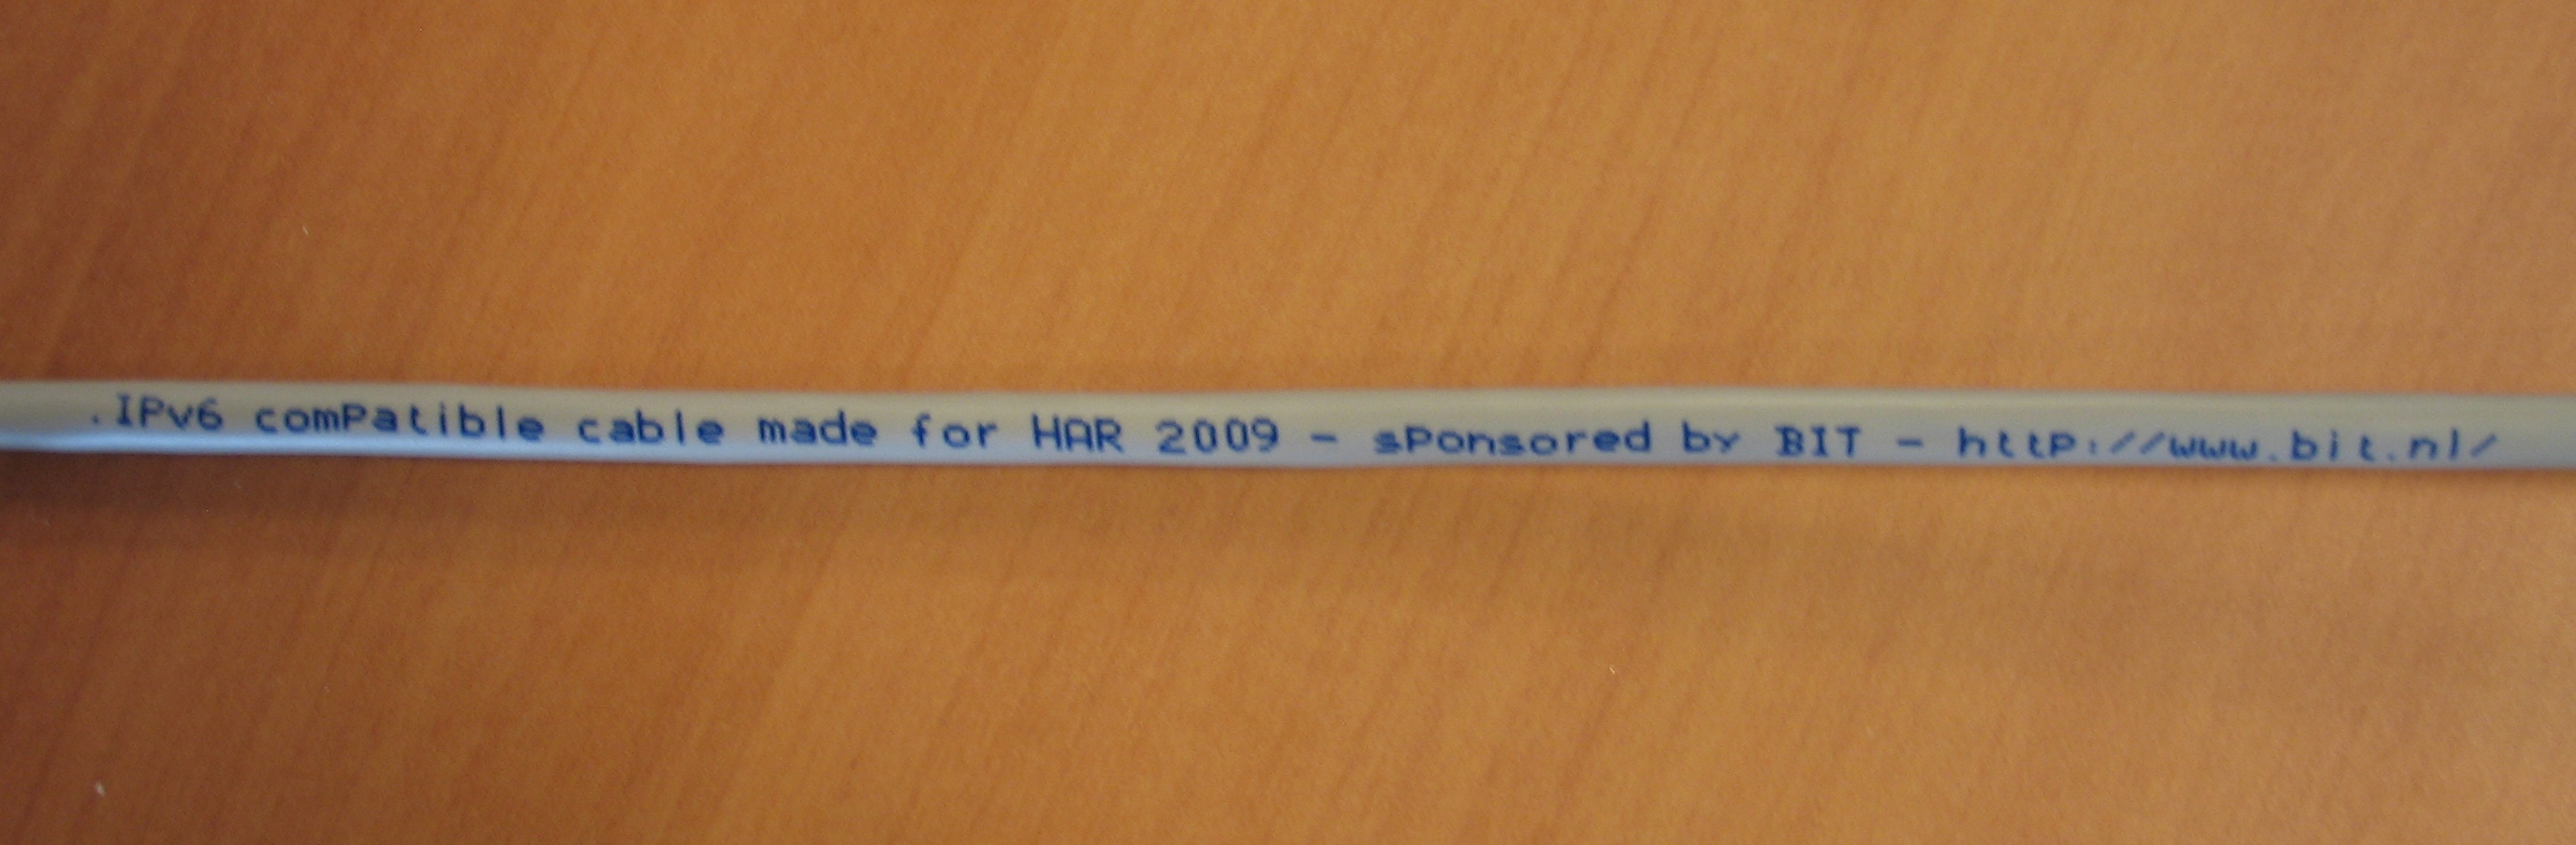 .IPv6 comPatible cable made for HAR 2009 - sPonsored by BIT - http://www.bit.nl/